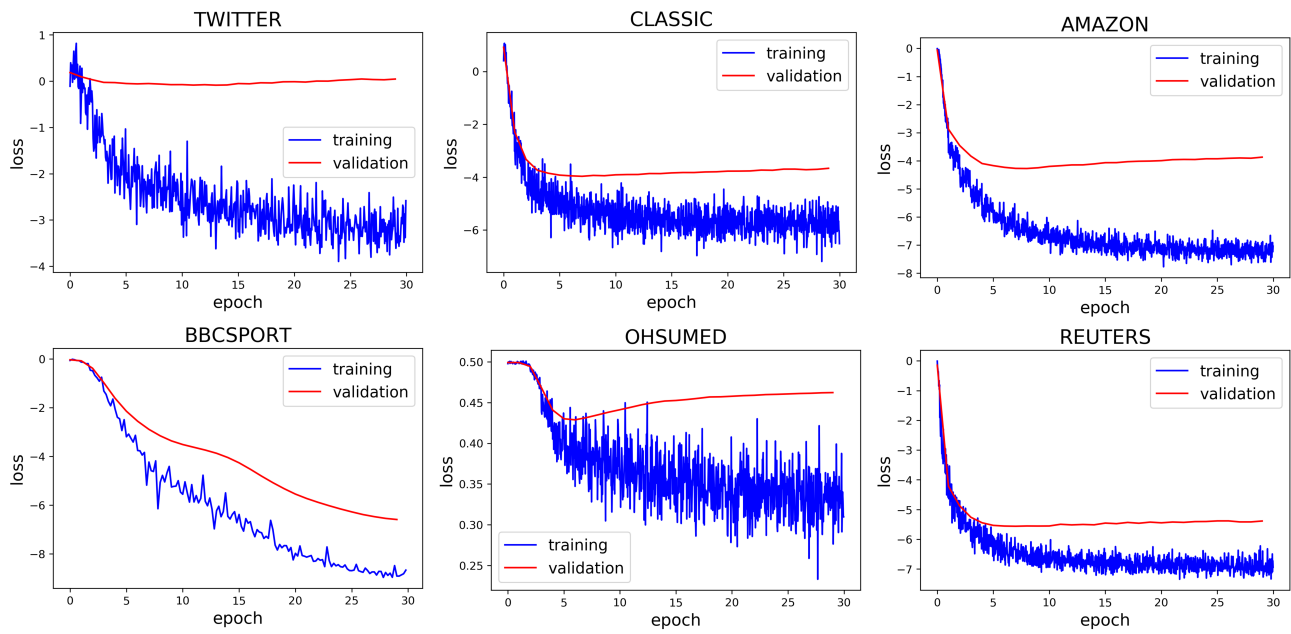 TWITTER
1
0
−1
−2
−3
−4
loss
training
validation
0 5 10 15 20 25 30
epoch
CLASSIC
0
−2
−4
−6
loss
training
validation
0 5 10 15 20 25 30
epoch
AMAZON
0
−1
−2
−3
−4
−5
−6
−7
−8
loss
training
validation
0 5 10 15 20 25 30
epoch
BBCSPORT
0
−2
−4
−6
−8
loss
training
validation
0 5 10 15 20 25 30
epoch
OHSUMED
0.50
0.45
0.40
0.35
0.30
0.25
loss
training
validation
0 5 10 15 20 25 30
epoch
REUTERS
0
−1
−2
−3
−4
−5
−6
−7
loss
training
validation
0 5 10 15 20 25 30
epoch